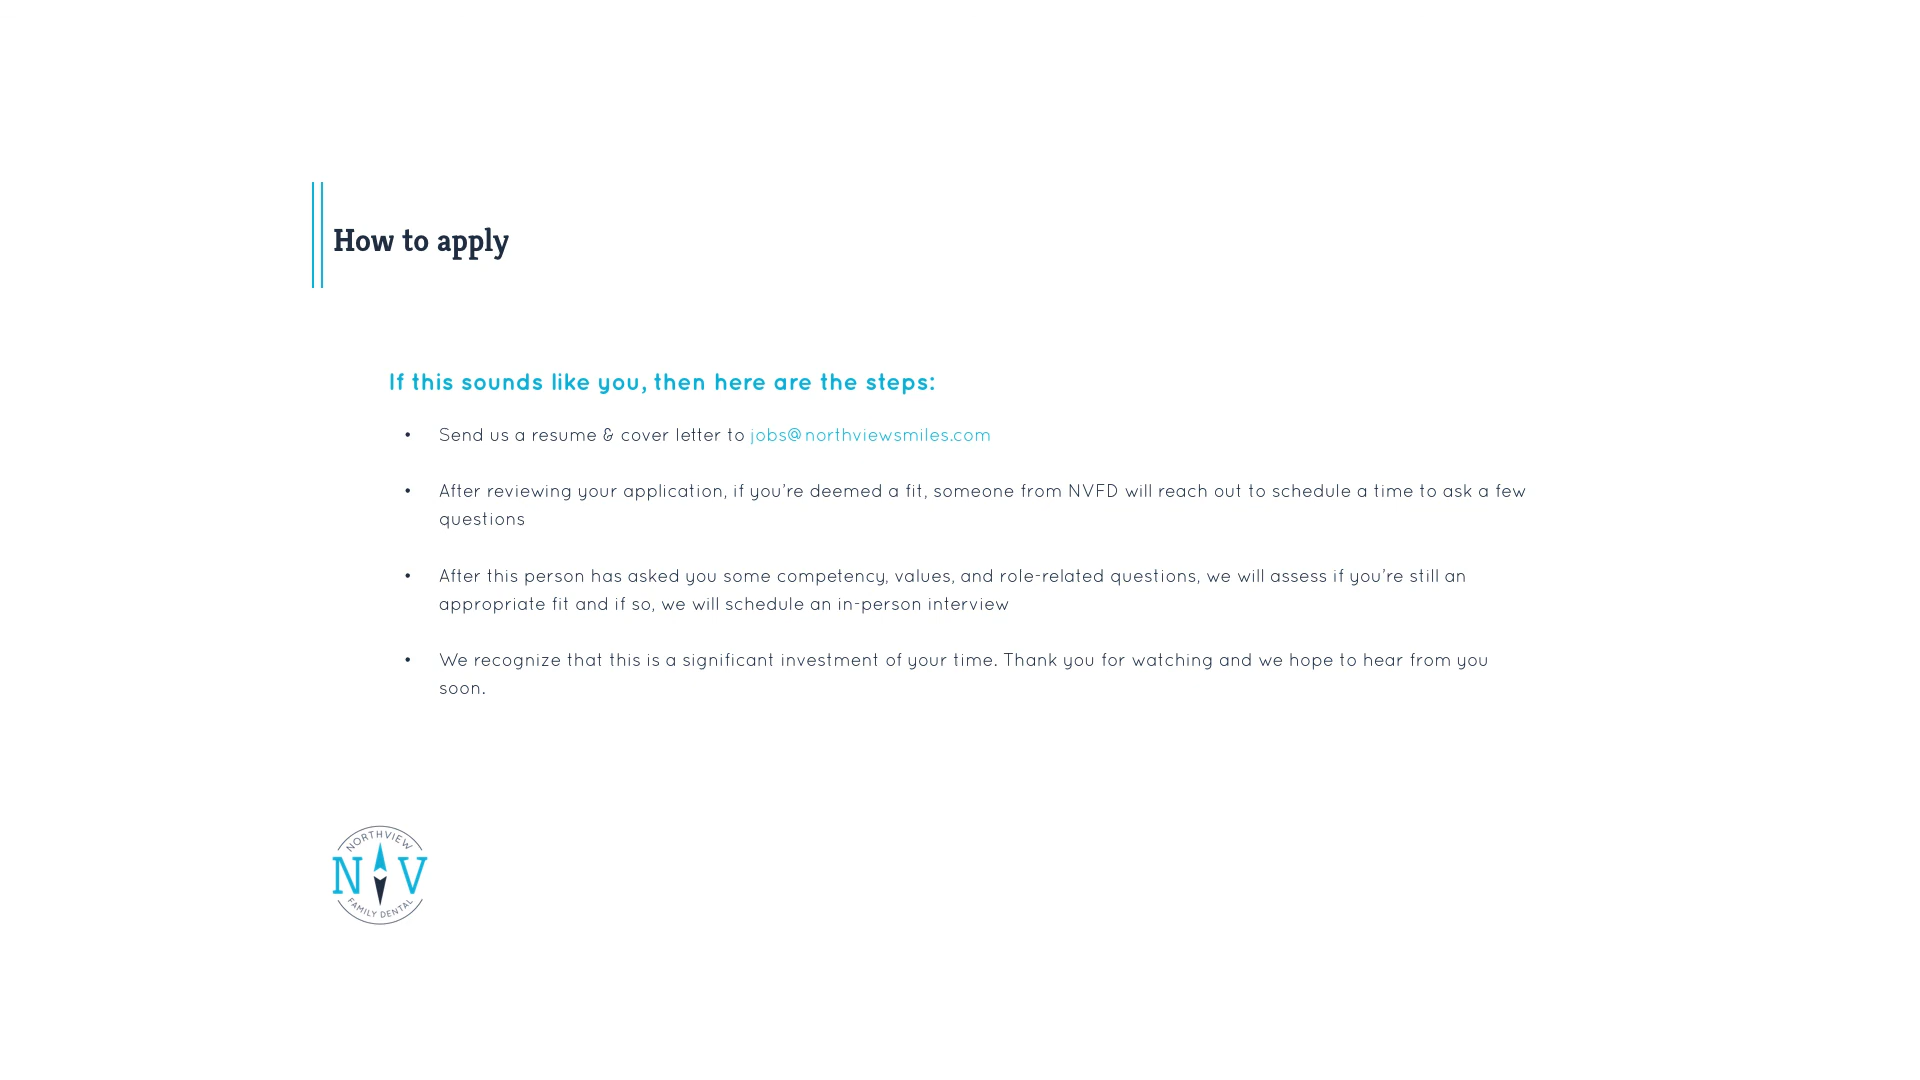 How to apply
If this sounds like you, then here are the steps:
• Send us a resume & cover letter to jobs@northviewsmiles.com
• After reviewing your application, if you’re deemed a fit, someone from NVFD will reach out to schedule a time to ask a few
questions
• After this person has asked you some competency, values, and role-related questions, we will assess if you’re still an
appropriate fit and if so, we will schedule an in-person interview
• We recognize that this is a significant investment of your time. Thank you for watching and we hope to hear from you
soon.
NORTHVIEW
N V
FAMILY DENTAL